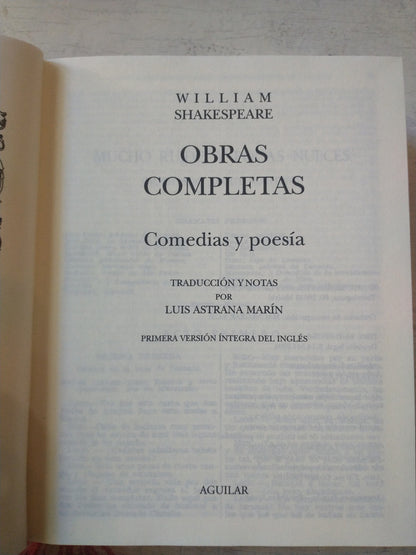 WILLIAM
SHAKESPEARE
OBRAS
COMPLETAS
Comedias y poesía
TRADUCCIÓN Y NOTAS
POR
LUIS ASTRANA MARÍN
PRIMERA VERSIÓN ÍNTEGRA DEL INGLÉS
AGUILAR